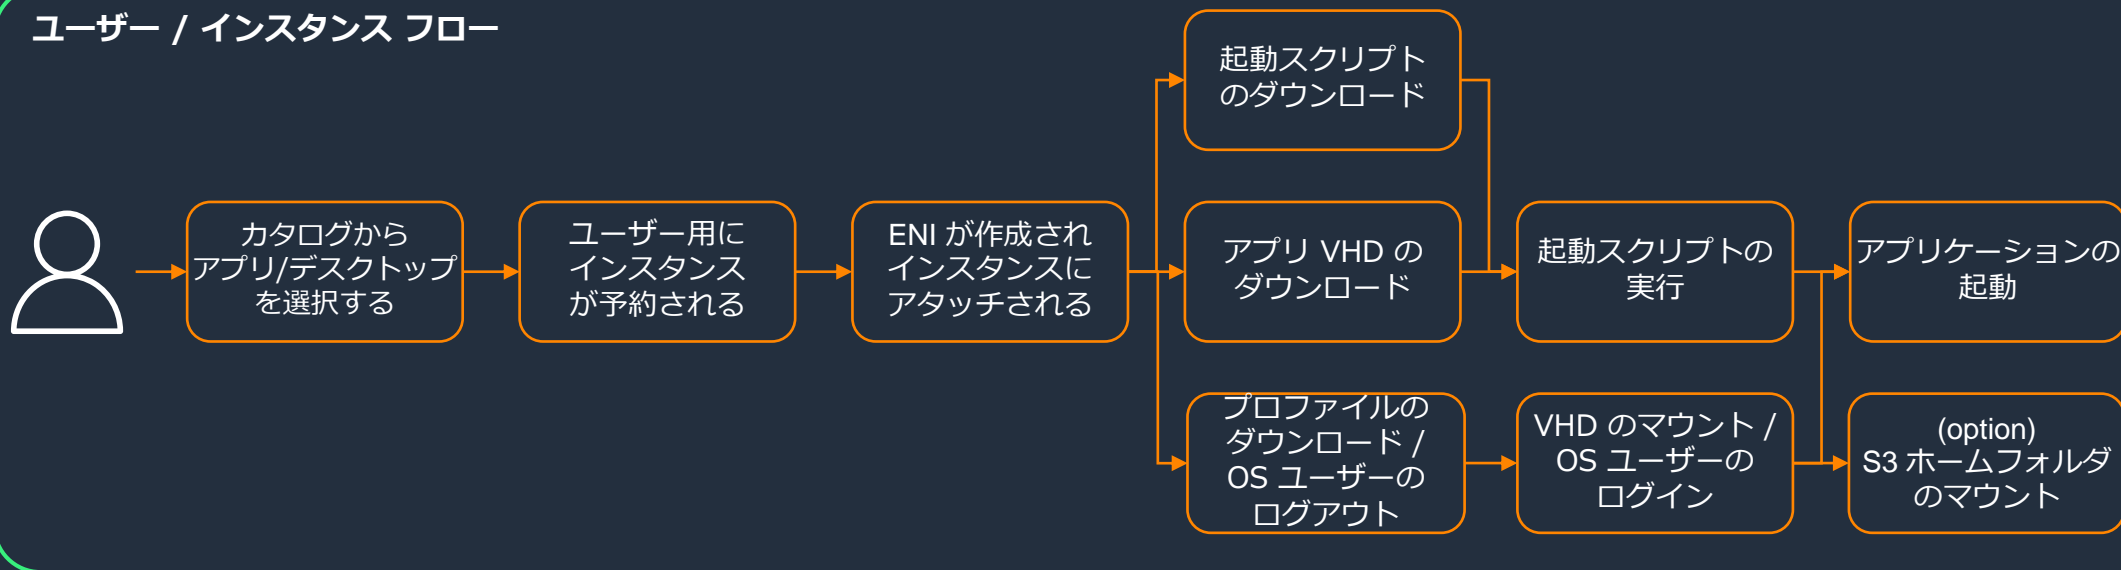 ユーザー / インスタンス フロー
カタログから
アプリ/デスクトップ
を選択する
ユーザー用に
インスタンス
が予約される
ENI が作成され
インスタンスに
アタッチされる
起動スクリプト
のダウンロード
アプリ VHD の
ダウンロード
プロファイルの
ダウンロード /
OS ユーザーの
ログアウト
起動スクリプトの
実行
VHD のマウント /
OS ユーザーの
ログイン
アプリケーションの
起動
(option)
S3 ホームフォルダ
のマウント